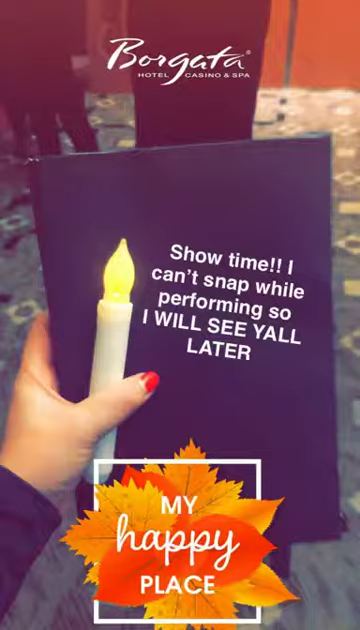 Borgata®
HOTEL CASINO & SPA
Show time!! I
can't snap while
performing so
I WILL SEE YALL
LATER
MY
happy
PLACE